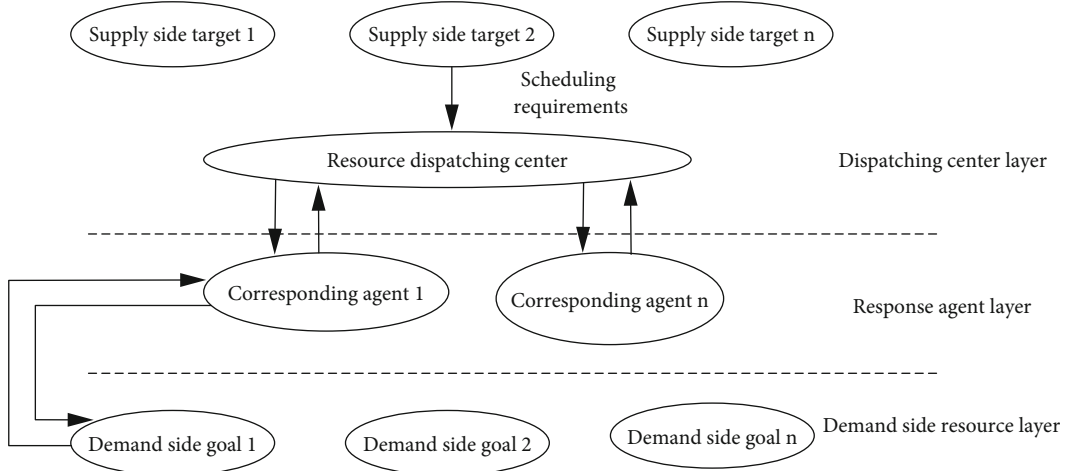 Supply side target 1
Supply side target 2
Supply side target n
Scheduling
requirements
Resource dispatching center
Dispatching center layer
Corresponding agent 1
Corresponding agent n
Response agent layer
Demand side goal 1
Demand side goal 2
Demand side goal n
Demand side resource layer